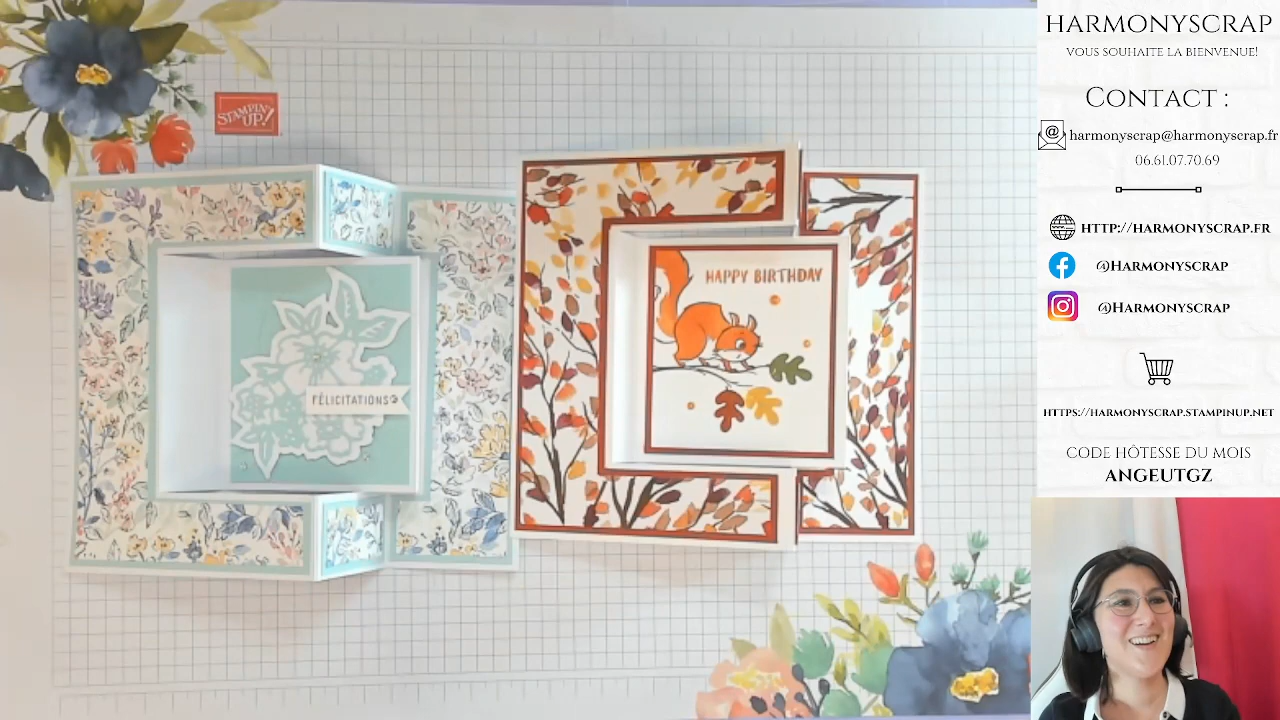 STAMPIN' UP!
FÉLICITATIONS
HAPPY BIRTHDAY
HARMONYSCRAP
VOUS SOUHAITE LA BIENVENUE!
CONTACT :
@ harmonyscrap@harmonyscrap.fr
06.61.07.70.69
HTTP://HARMONYSCRAP.FR
@HARMONYSCRAP
@HARMONYSCRAP
HTTPS://HARMONYSCRAP.STAMPINUP.NET
CODE HÔTESSE DU MOIS
ANGEUTGZ